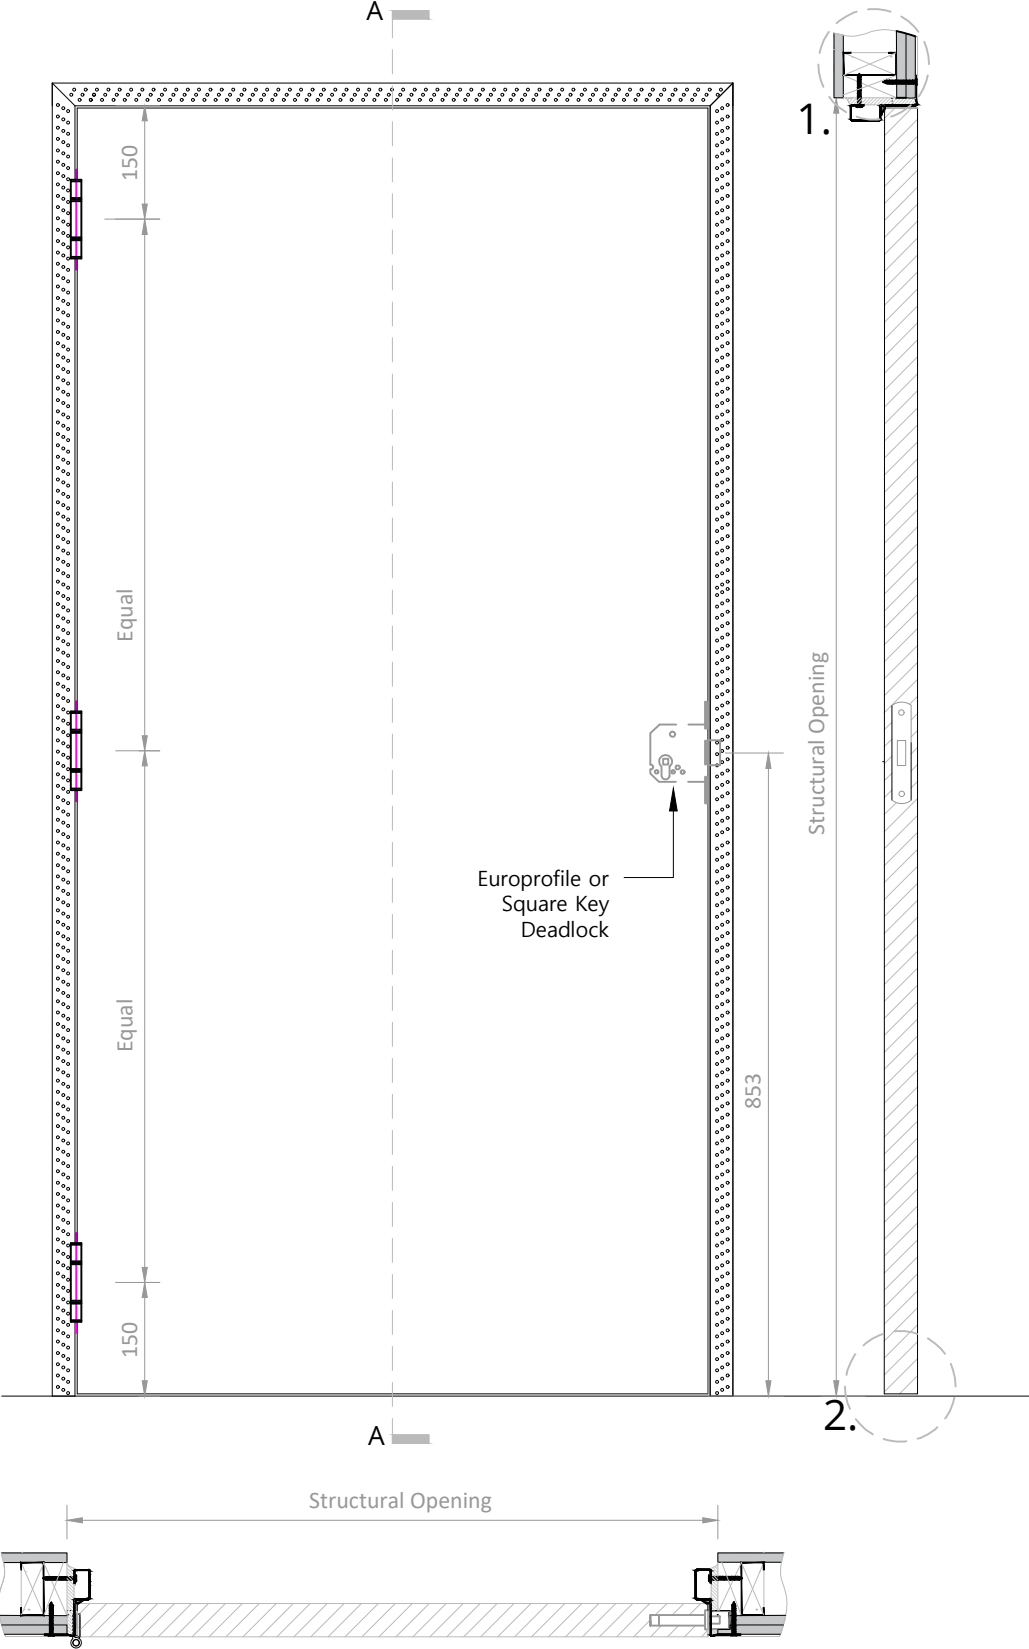 A
1.
150
Equal
Structural Opening
Europrofile or
Square Key
Deadlock
Equal
853
150
2.
A
Structural Opening